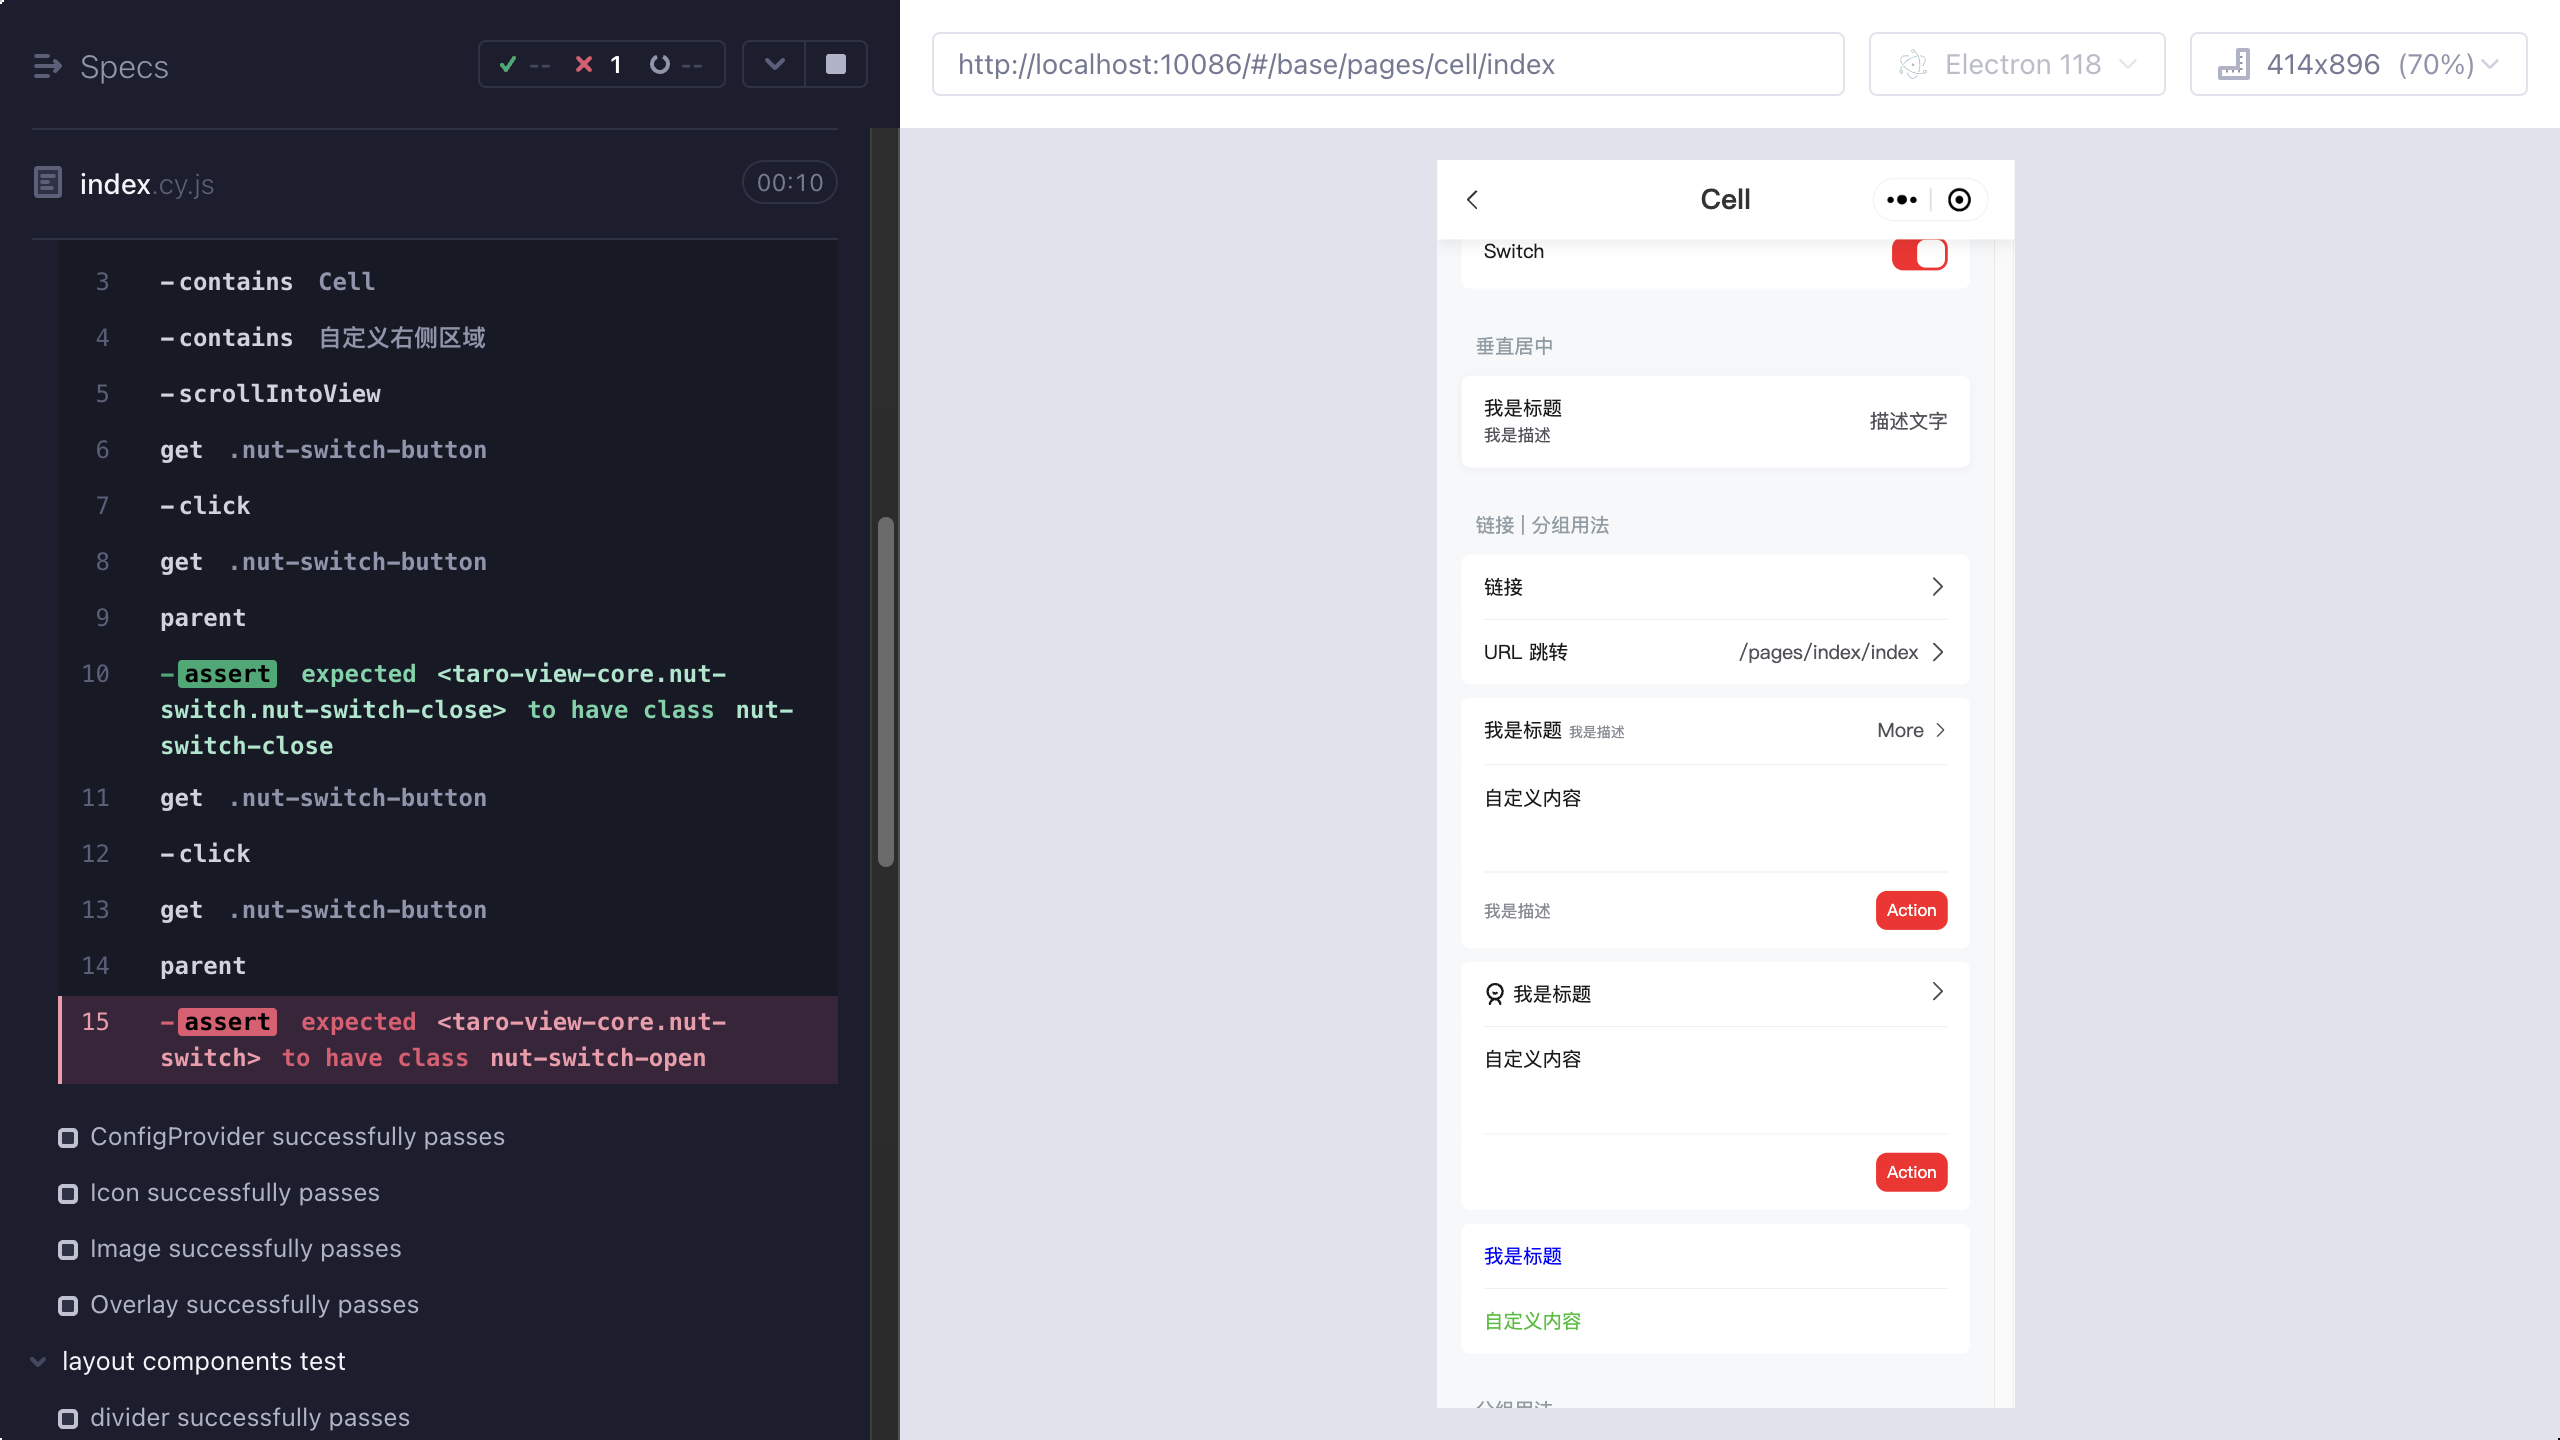 Specs
-- 1 --
index.cy.js
00:10
3 -contains Cell
4 -contains 自定义右侧区域
5 -scrollIntoView
6 get .nut-switch-button
7 -click
8 get .nut-switch-button
9 parent
10 -assert expected <taro-view-core.nut-
switch.nut-switch-close> to have class nut-
switch-close
11 get .nut-switch-button
12 -click
13 get .nut-switch-button
14 parent
15 -assert expected <taro-view-core.nut-
switch> to have class nut-switch-open
ConfigProvider successfully passes
Icon successfully passes
Image successfully passes
Overlay successfully passes
layout components test
divider successfully passes
http://localhost:10086/#/base/pages/cell/index
Electron 118
414x896 (70%)
Cell
Switch
垂直居中
我是标题
我是描述
描述文字
链接 | 分组用法
链接
URL 跳转 /pages/index/index
我是标题 我是描述 More
自定义内容
我是描述 Action
我是标题
自定义内容
Action
我是标题
自定义内容
分组用法